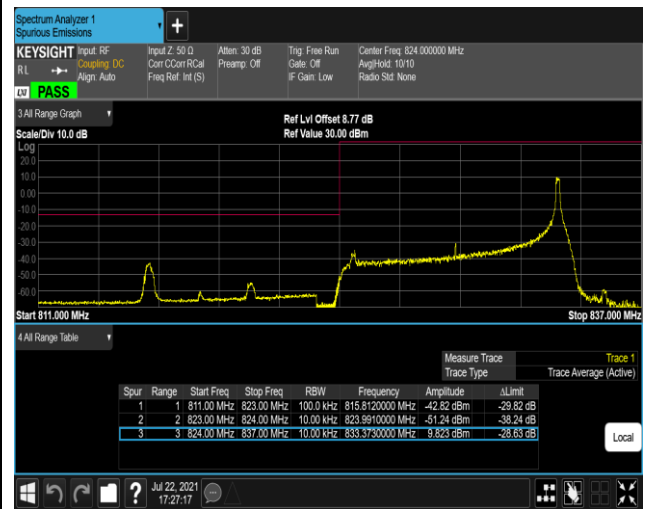 Spectrum Analyzer 1
Spurious Emissions
+
KEYSIGHT Input: RF Input Z: 50 Ω Atten: 30 dB Trig: Free Run Center Freq: 824.000000 MHz
RL Coupling: DC Corr CCorr RCal Preamp: Off Gate: Off Avg|Hold: 10/10
Align: Auto Freq Ref: Int (S) IF Gain: Low Radio Std: None
LXI PASS
3 All Range Graph
Ref Lvl Offset 8.77 dB
Scale/Div 10.0 dB Ref Value 30.00 dBm
Log
20.0
10.0
0.00
-10.0
-20.0
-30.0
-40.0
-50.0
-60.0
Start 811.000 MHz Stop 837.000 MHz
4 All Range Table
Measure Trace Trace 1
Trace Type Trace Average (Active)
Spur Range Start Freq Stop Freq RBW Frequency Amplitude ΔLimit
1 1 811.00 MHz 823.00 MHz 100.0 kHz 815.8120000 MHz -42.82 dBm -29.82 dB
2 2 823.00 MHz 824.00 MHz 10.00 kHz 823.9910000 MHz -51.24 dBm -38.24 dB
3 3 824.00 MHz 837.00 MHz 10.00 kHz 833.3730000 MHz 9.823 dBm -28.63 dB
Local
? Jul 22, 2021
17:27:17